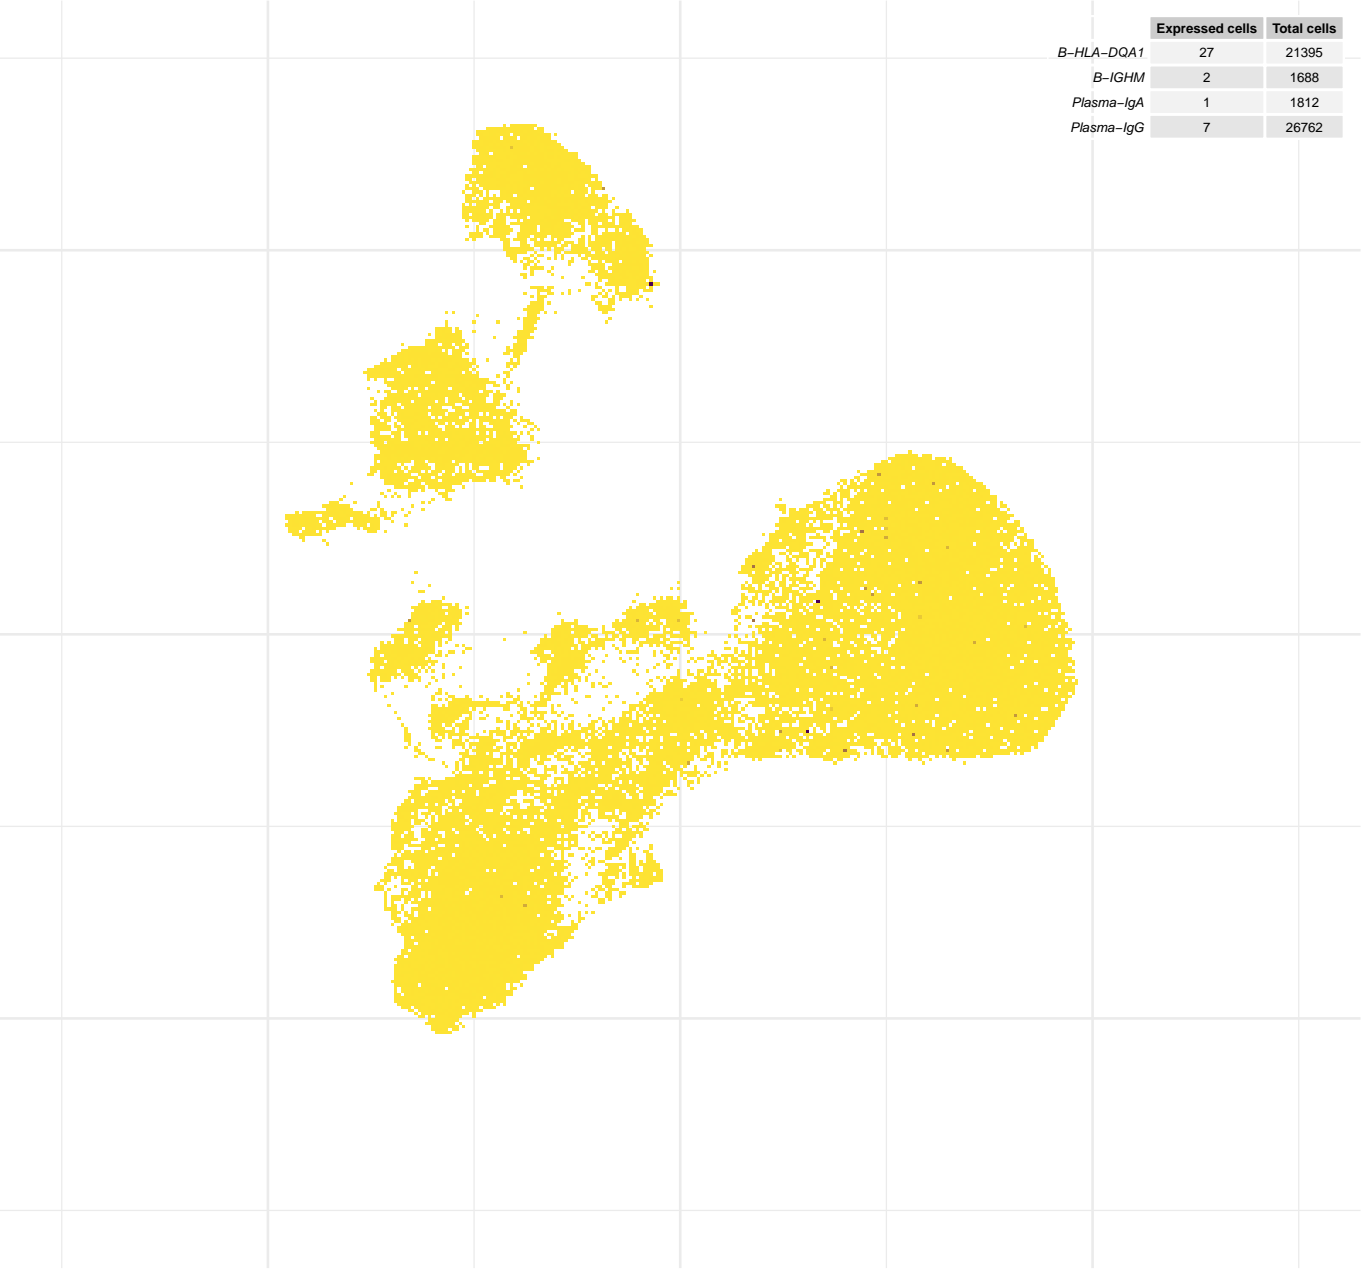 Expressed cells Total cells
B−HLA−DQA1 27 21395
B−IGHM 2 1688
Plasma−IgA 1 1812
Plasma−IgG 7 26762